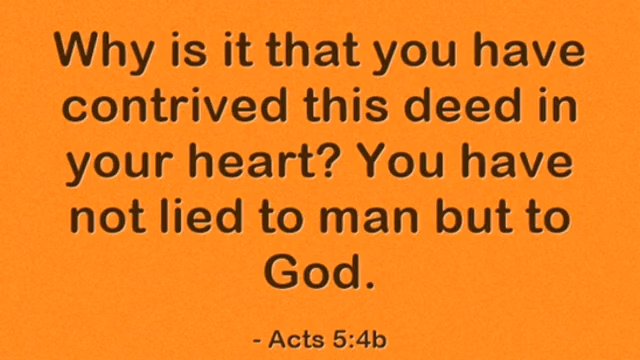 Why is it that you have
contrived this deed in
your heart? You have
not lied to man but to
God.
- Acts 5:4b